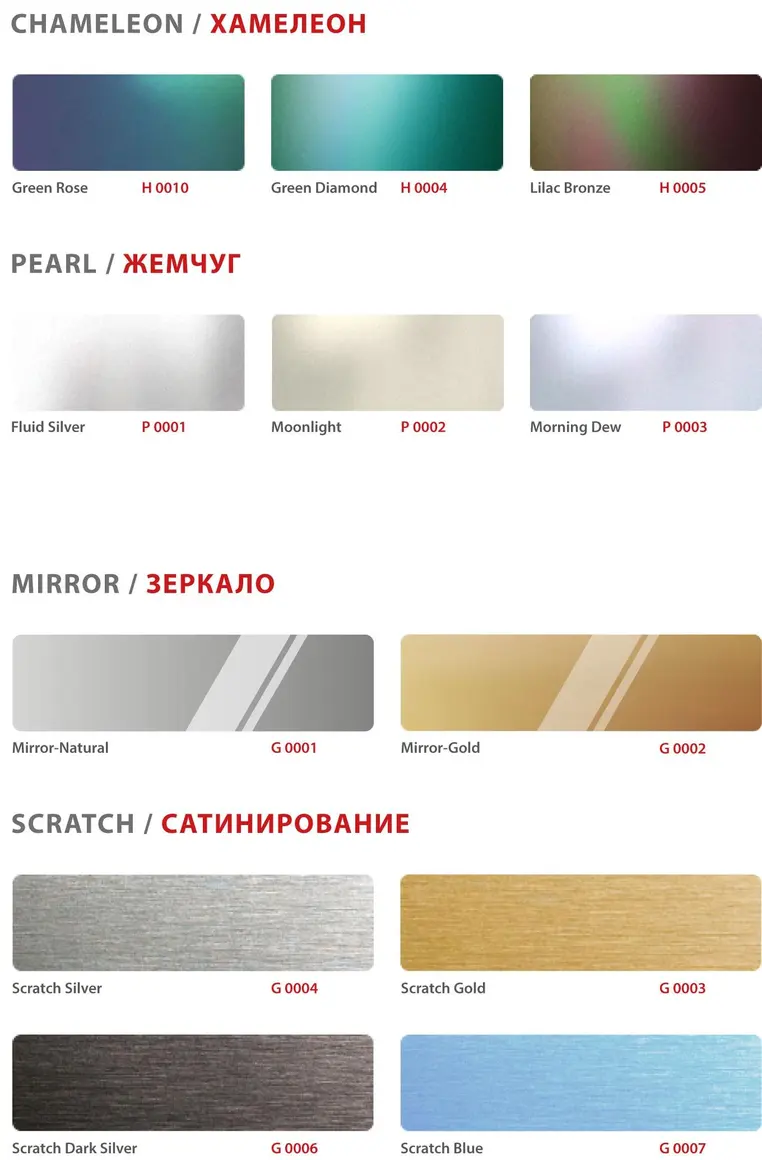 CHAMELEON / ХАМЕЛЕОН
Green Rose H 0010
Green Diamond H 0004
Lilac Bronze H 0005
PEARL / ЖЕМЧУГ
Fluid Silver P 0001
Moonlight P 0002
Morning Dew P 0003
MIRROR / ЗЕРКАЛО
Mirror-Natural G 0001
Mirror-Gold G 0002
SCRATCH / САТИНИРОВАНИЕ
Scratch Silver G 0004
Scratch Gold G 0003
Scratch Dark Silver G 0006
Scratch Blue G 0007